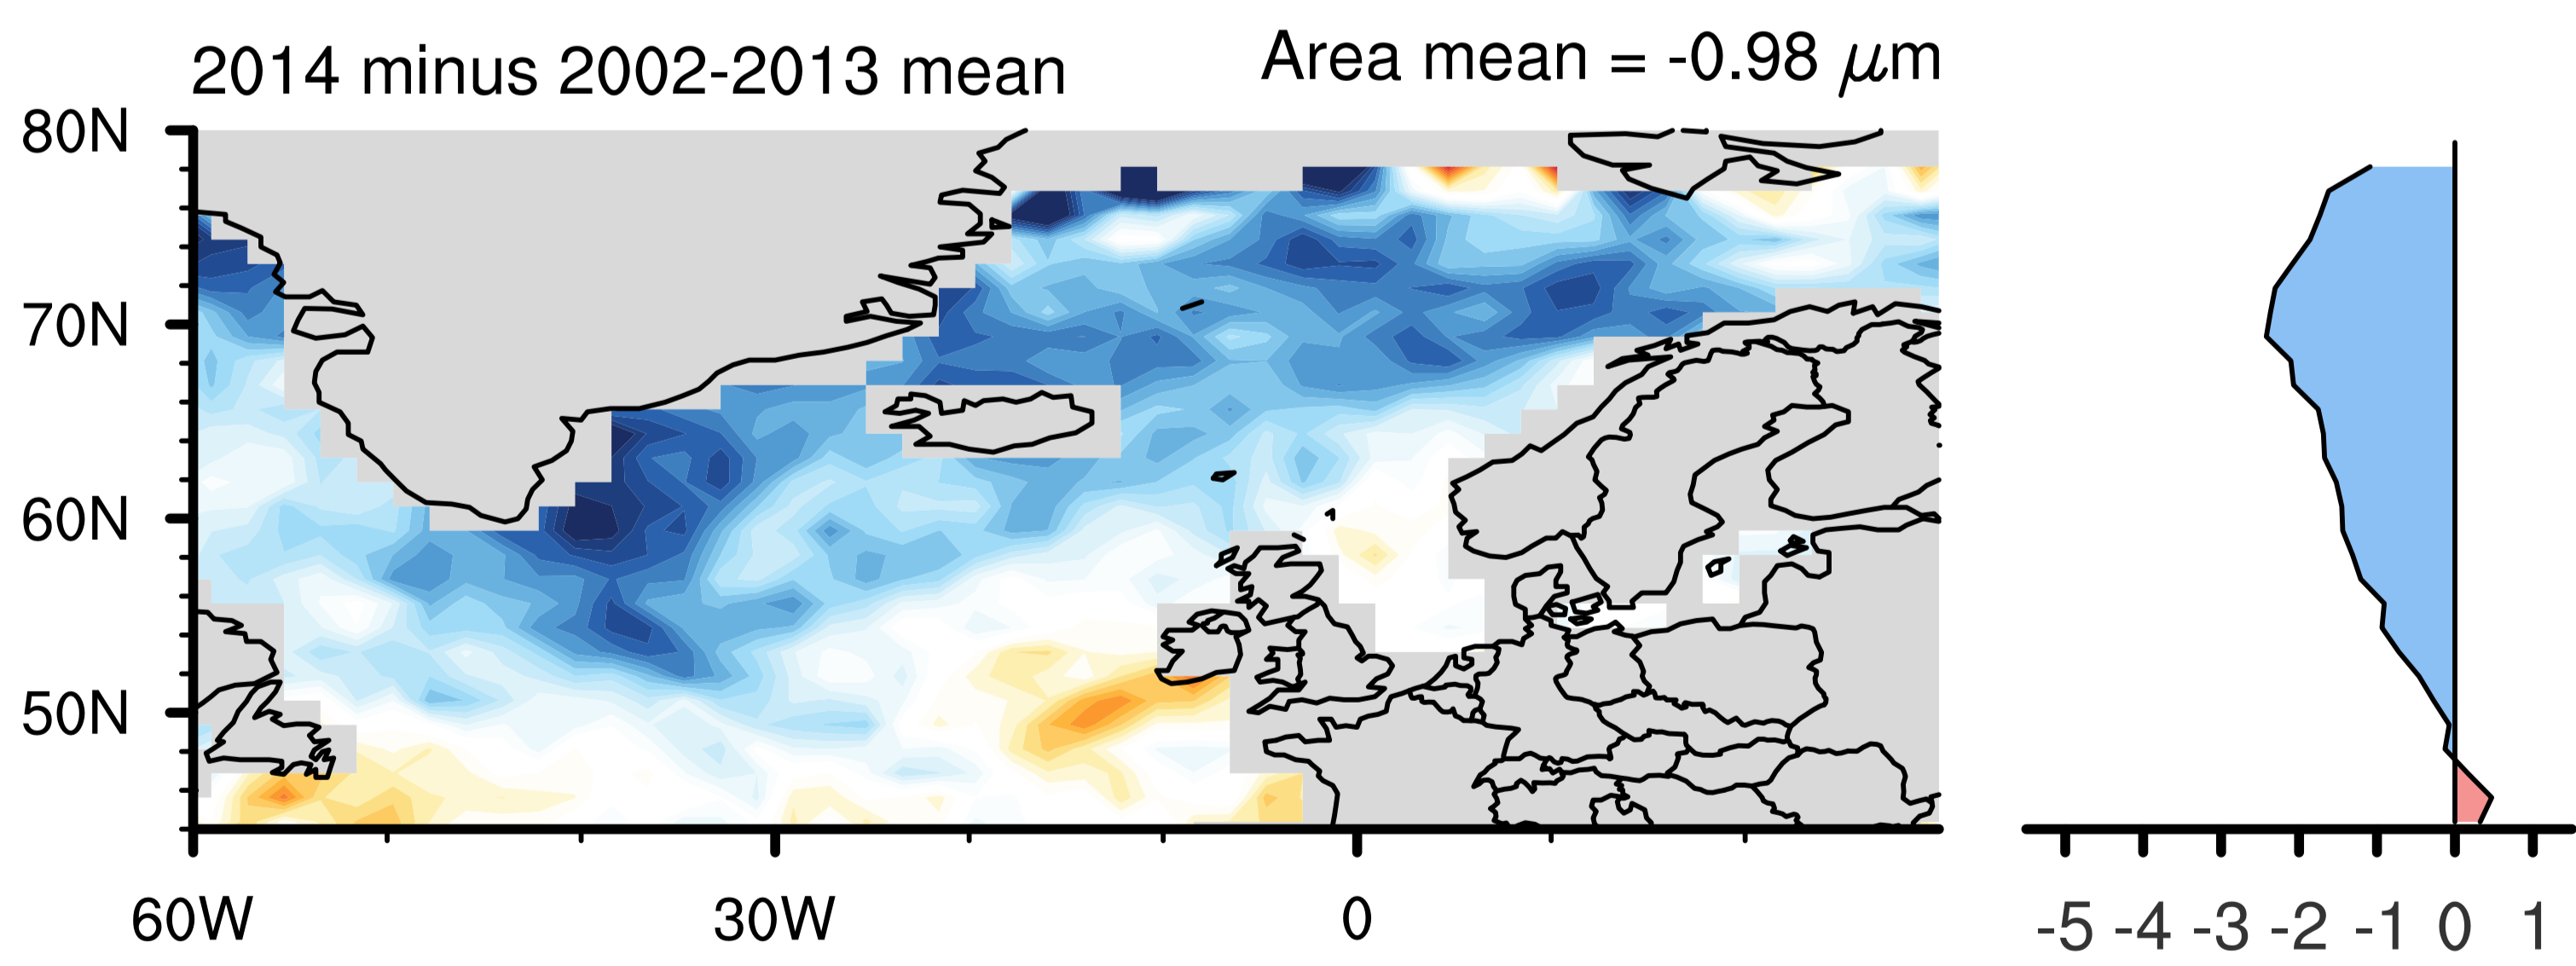 2014 minus 2002-2013 mean
Area mean = -0.98 μm
80N
70N
60N
50N
60W 30W 0
-5 -4 -3 -2 -1 0 1